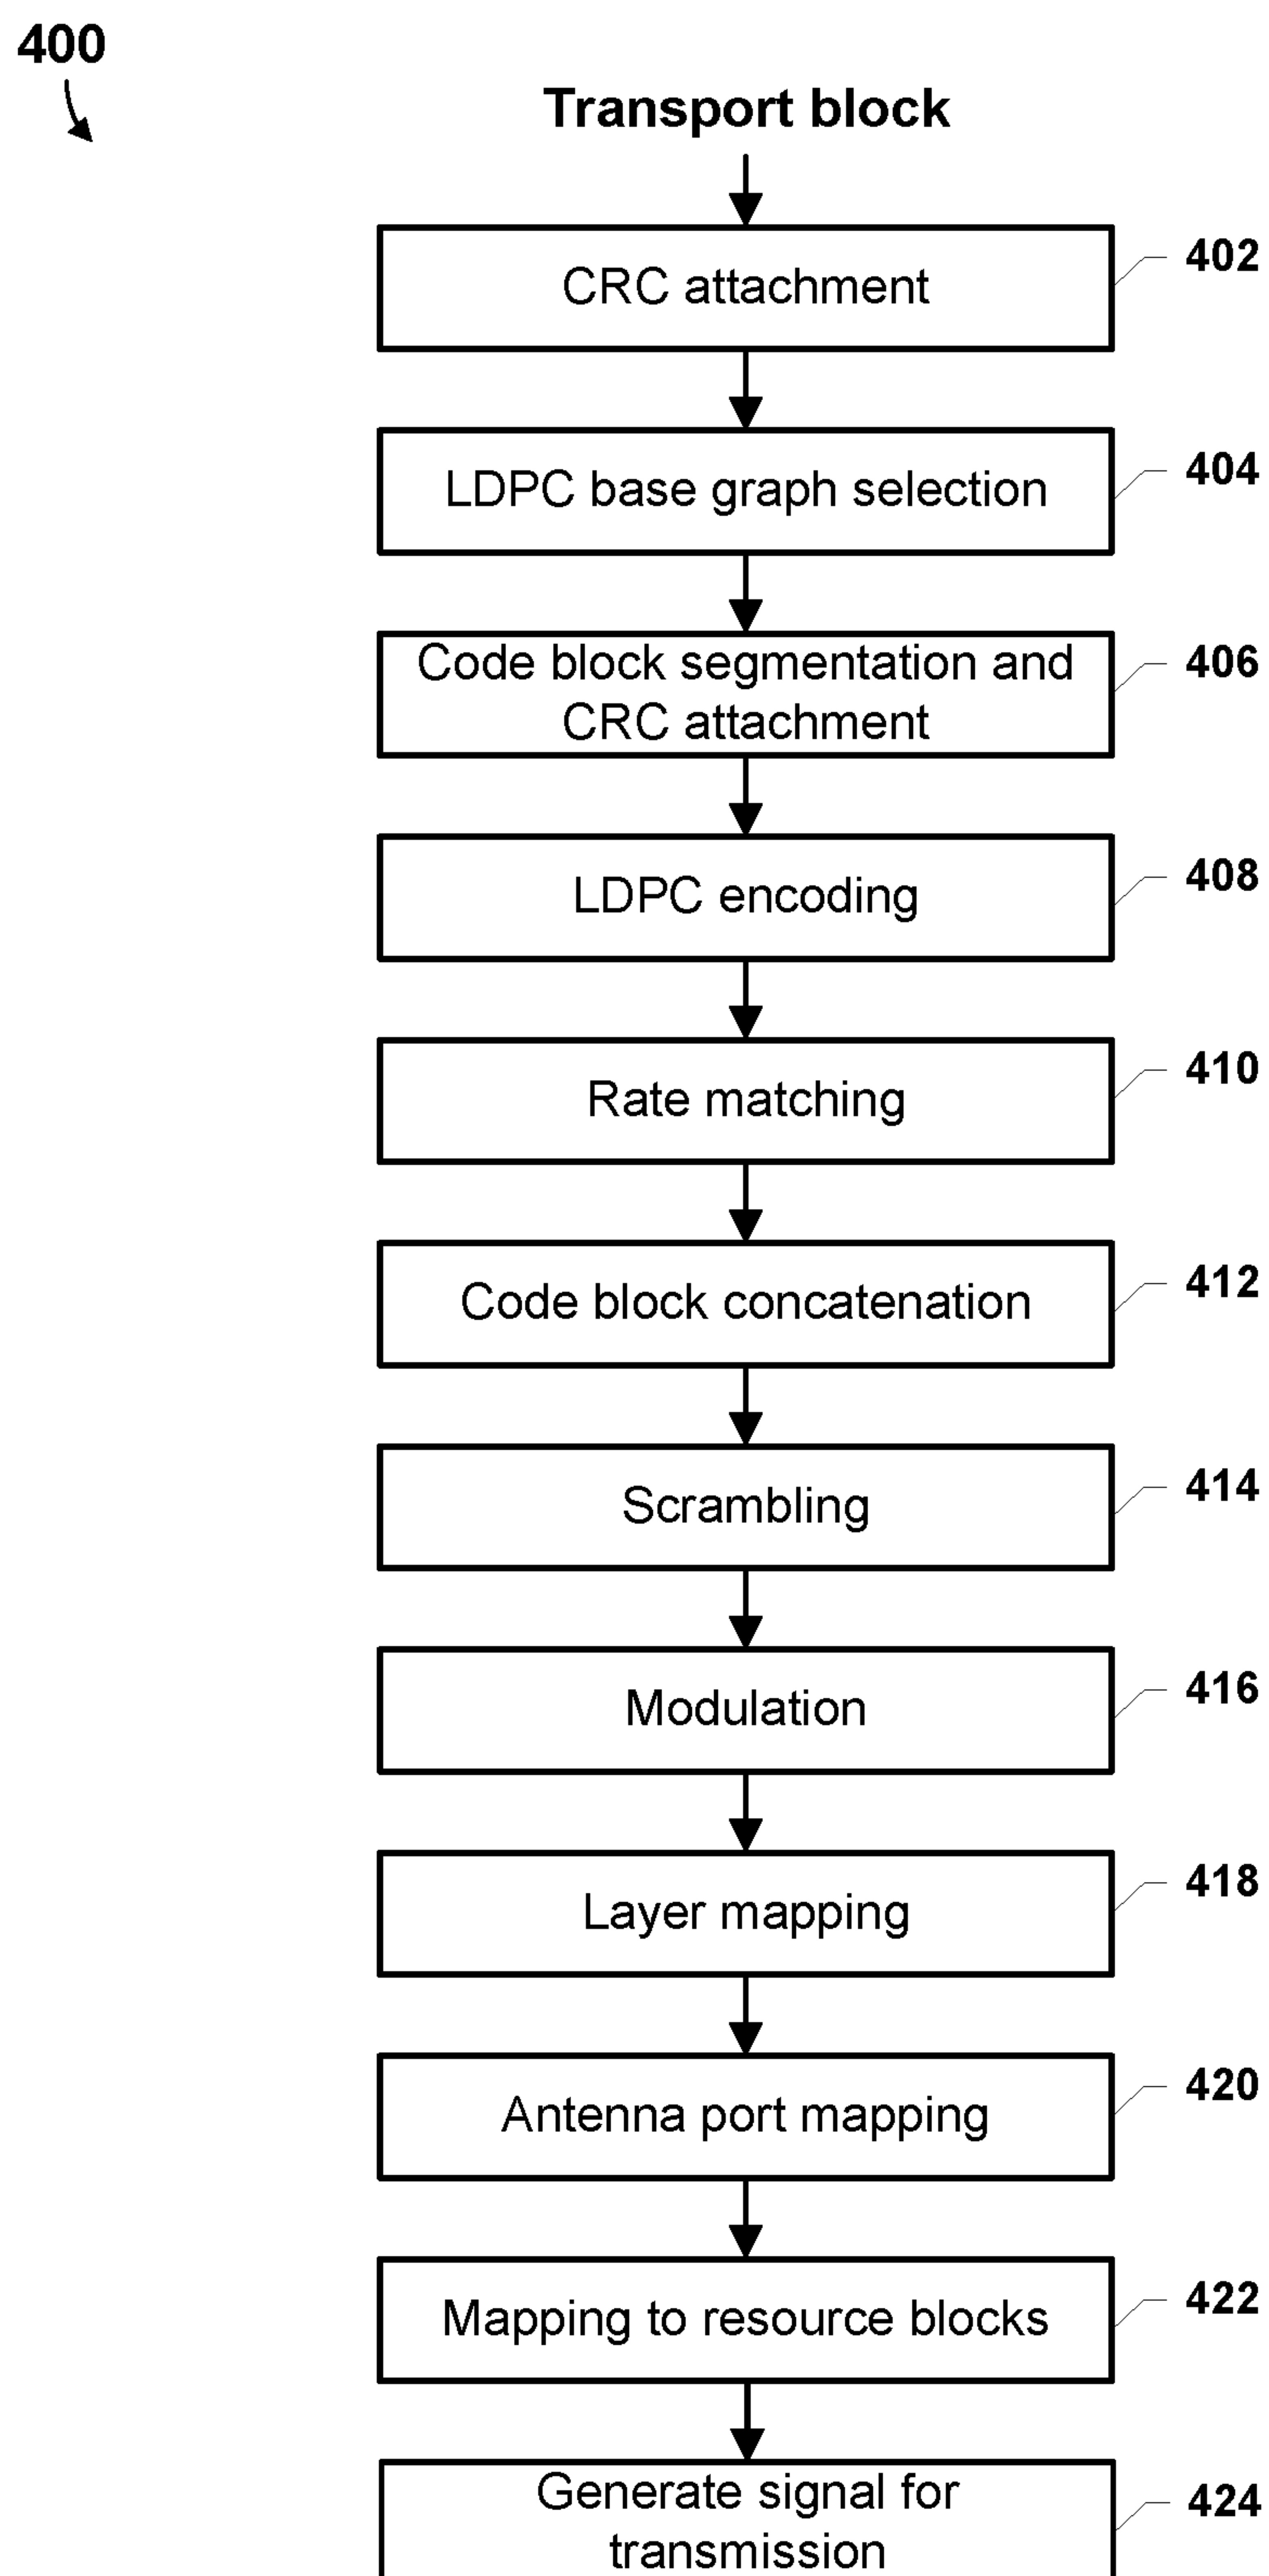 400
Transport block
CRC attachment
402
LDPC base graph selection
404
Code block segmentation and
CRC attachment
406
LDPC encoding
408
Rate matching
410
Code block concatenation
412
Scrambling
414
Modulation
416
Layer mapping
418
Antenna port mapping
420
Mapping to resource blocks
422
Generate signal for
transmission
424